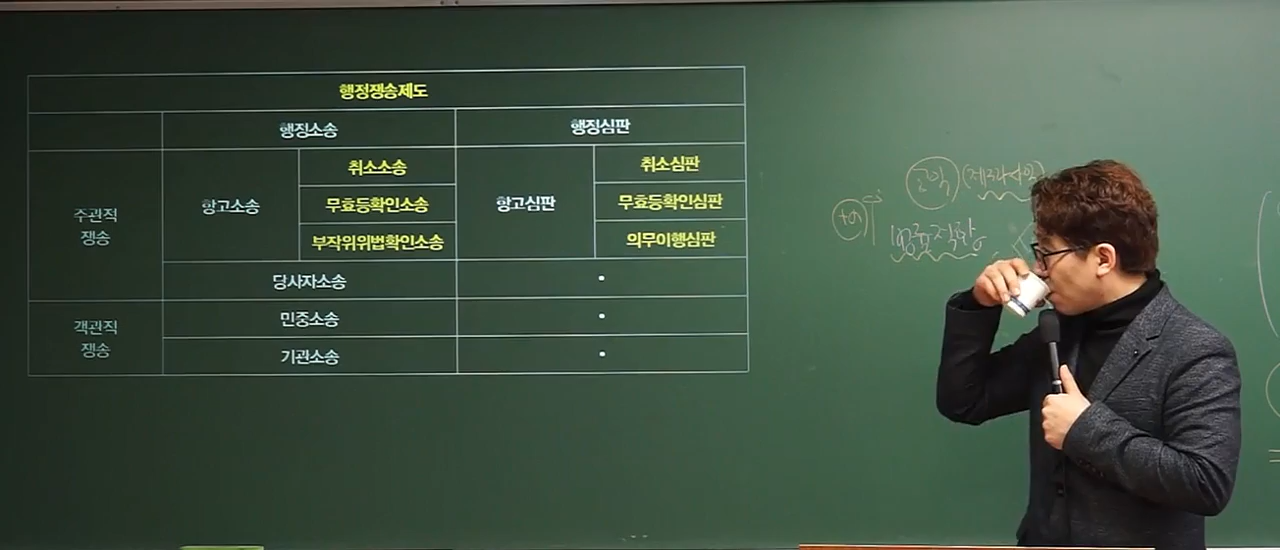 행정쟁송제도
행정소송 행정심판
주관적
쟁송
항고소송
취소소송
무효등확인소송
부작위위법확인소송
항고심판
취소심판
무효등확인심판
의무이행심판
당사자소송 •
객관적
쟁송
민중소송 •
기관소송 •
공익